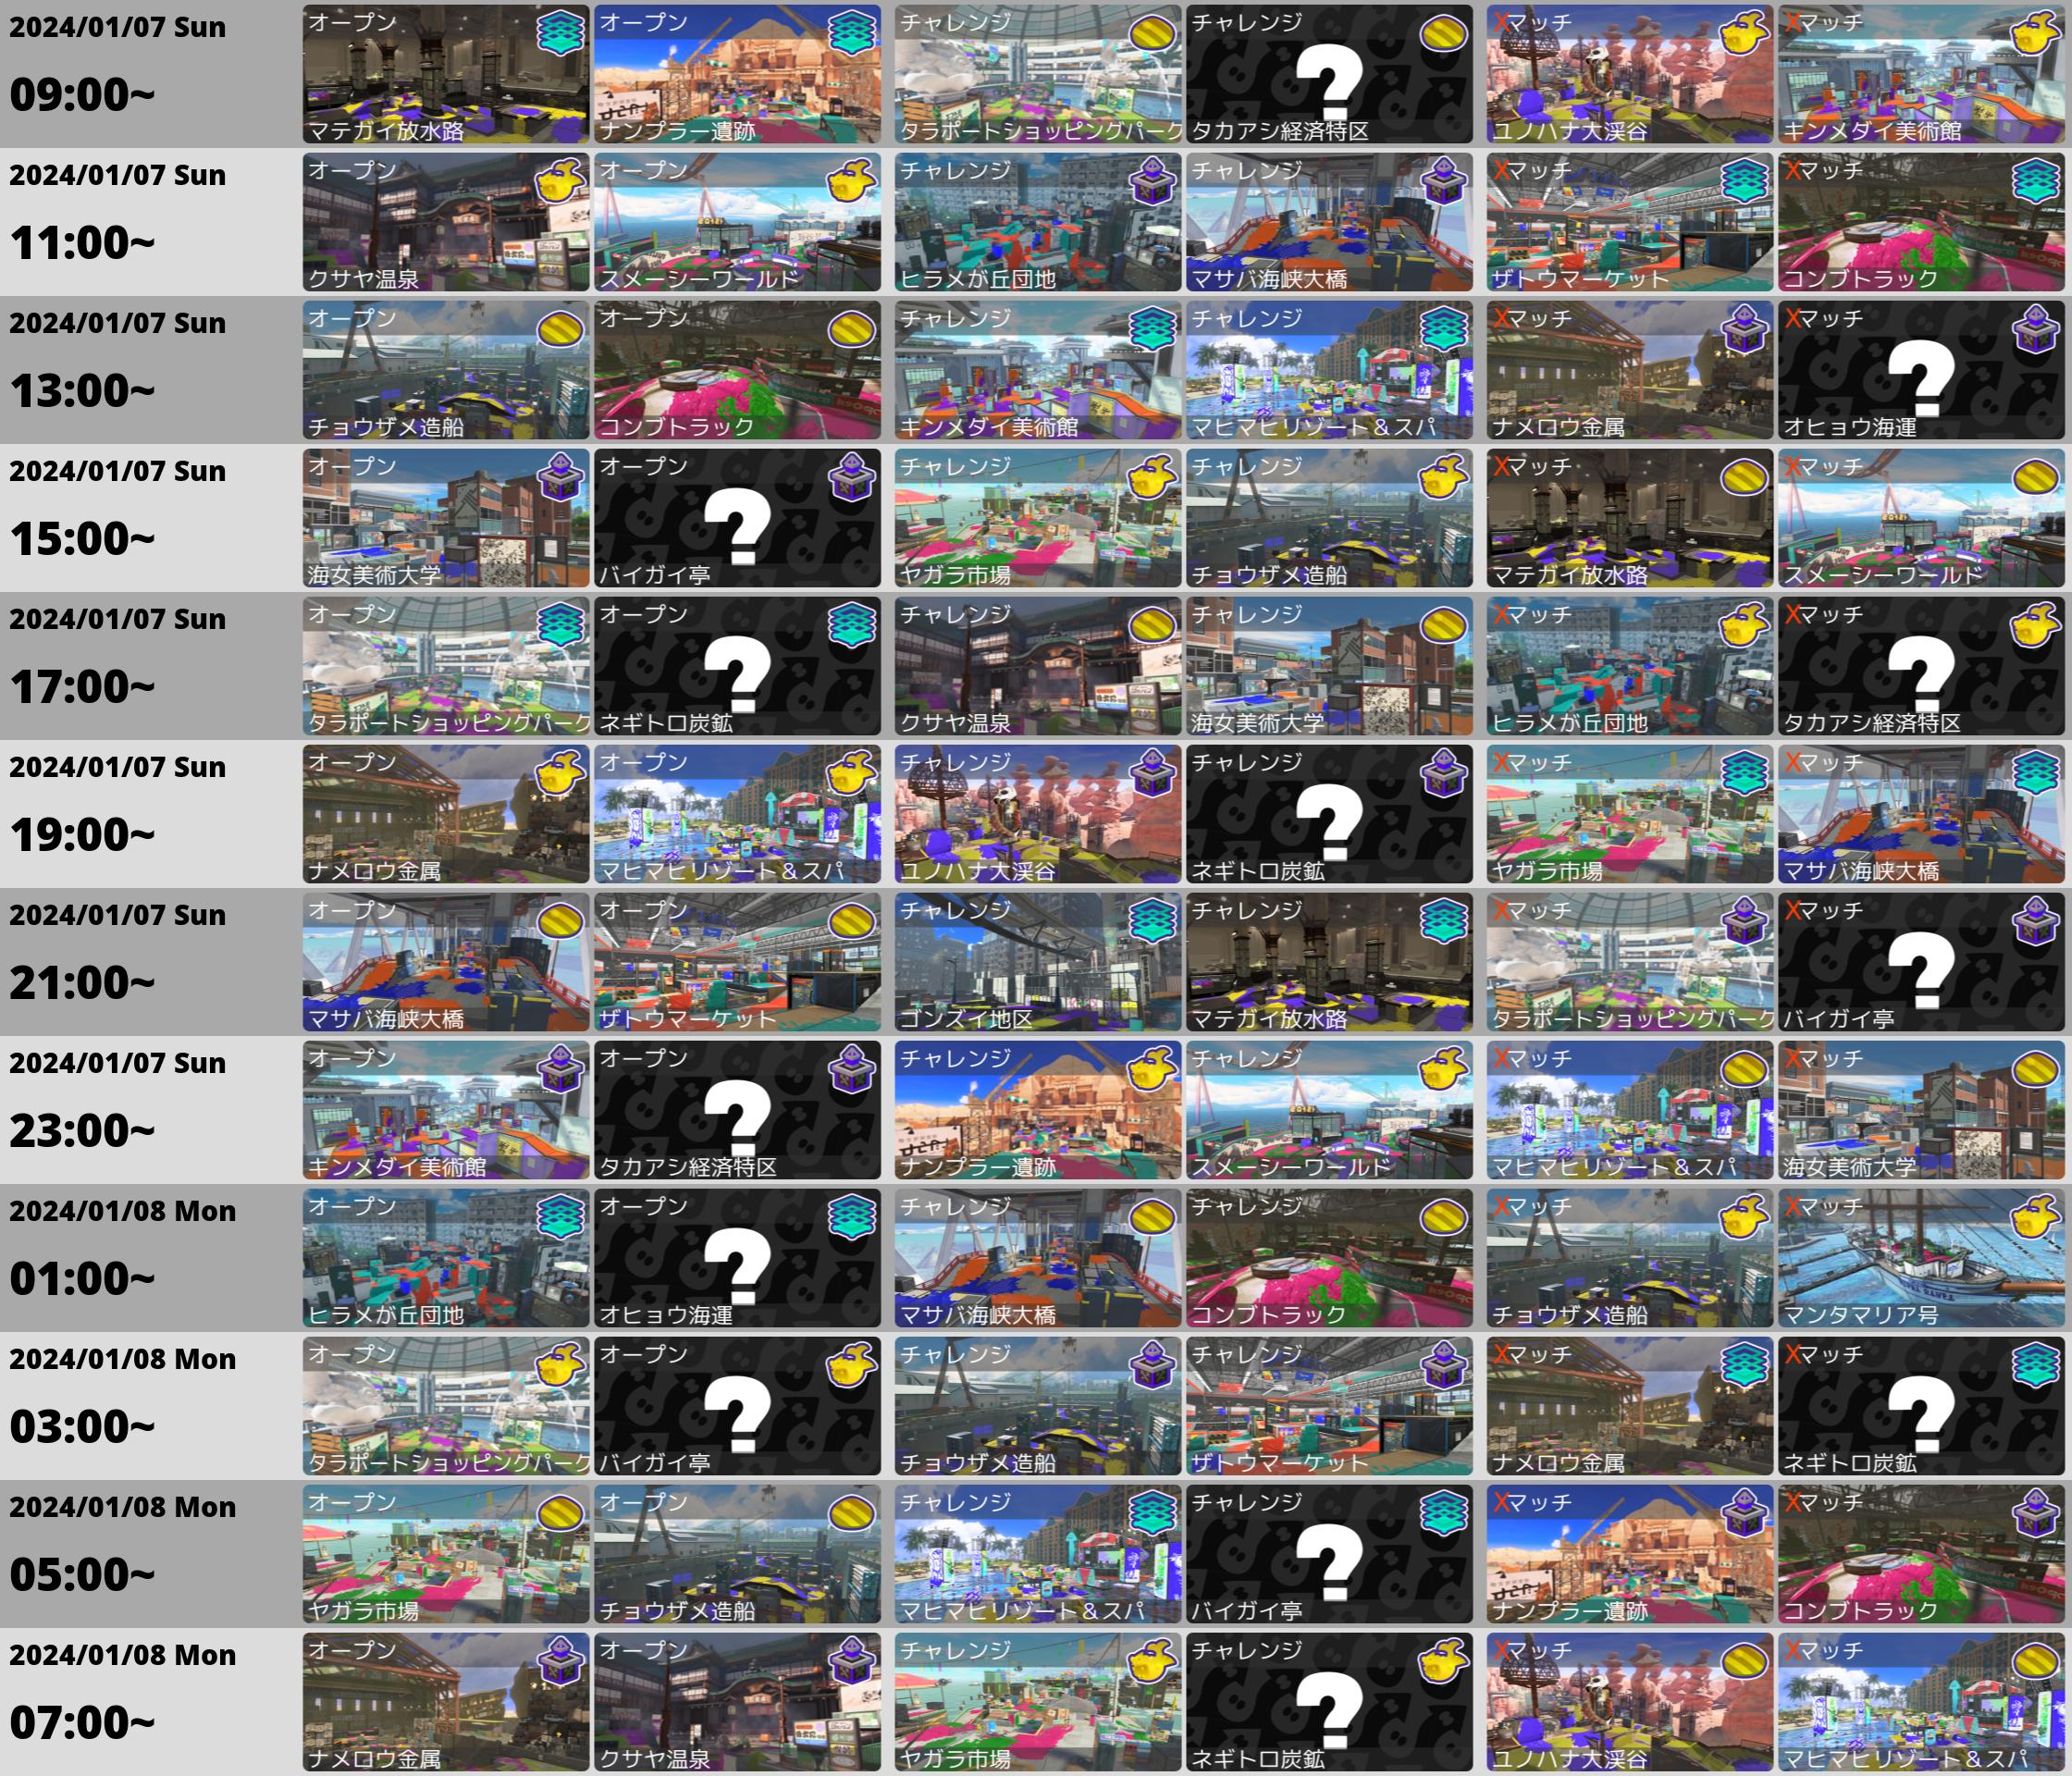 2024/01/07 Sun
09:00~
オープン
マテガイ放水路
オープン
ナンプラー遺跡
チャレンジ
タラポートショッピングパーク
チャレンジ
タカアシ経済特区
Xマッチ
ユノハナ大渓谷
Xマッチ
キンメダイ美術館
2024/01/07 Sun
11:00~
オープン
クサヤ温泉
オープン
スメーシーワールド
チャレンジ
ヒラメが丘団地
チャレンジ
マサバ海峡大橋
Xマッチ
ザトウマーケット
Xマッチ
コンブトラック
2024/01/07 Sun
13:00~
オープン
チョウザメ造船
オープン
コンブトラック
チャレンジ
キンメダイ美術館
チャレンジ
マヒマヒリゾート&スパ
Xマッチ
ナメロウ金属
Xマッチ
オヒョウ海運
2024/01/07 Sun
15:00~
オープン
海女美術大学
オープン
バイガイ亭
チャレンジ
ヤガラ市場
チャレンジ
チョウザメ造船
Xマッチ
マテガイ放水路
Xマッチ
スメーシーワールド
2024/01/07 Sun
17:00~
オープン
タラポートショッピングパーク
オープン
ネギトロ炭鉱
チャレンジ
クサヤ温泉
チャレンジ
海女美術大学
Xマッチ
ヒラメが丘団地
Xマッチ
タカアシ経済特区
2024/01/07 Sun
19:00~
オープン
ナメロウ金属
オープン
マヒマヒリゾート&スパ
チャレンジ
ユノハナ大渓谷
チャレンジ
ネギトロ炭鉱
Xマッチ
ヤガラ市場
Xマッチ
マサバ海峡大橋
2024/01/07 Sun
21:00~
オープン
マサバ海峡大橋
オープン
ザトウマーケット
チャレンジ
ゴンズイ地区
チャレンジ
マテガイ放水路
Xマッチ
タラポートショッピングパーク
Xマッチ
バイガイ亭
2024/01/07 Sun
23:00~
オープン
キンメダイ美術館
オープン
タカアシ経済特区
チャレンジ
ナンプラー遺跡
チャレンジ
スメーシーワールド
Xマッチ
マヒマヒリゾート&スパ
Xマッチ
海女美術大学
2024/01/08 Mon
01:00~
オープン
ヒラメが丘団地
オープン
オヒョウ海運
チャレンジ
マサバ海峡大橋
チャレンジ
コンブトラック
Xマッチ
チョウザメ造船
Xマッチ
マンタマリア号
2024/01/08 Mon
03:00~
オープン
タラポートショッピングパーク
オープン
バイガイ亭
チャレンジ
チョウザメ造船
チャレンジ
ザトウマーケット
Xマッチ
ナメロウ金属
Xマッチ
ネギトロ炭鉱
2024/01/08 Mon
05:00~
オープン
ヤガラ市場
オープン
チョウザメ造船
チャレンジ
マヒマヒリゾート&スパ
チャレンジ
バイガイ亭
Xマッチ
ナンプラー遺跡
Xマッチ
コンブトラック
2024/01/08 Mon
07:00~
オープン
ナメロウ金属
オープン
クサヤ温泉
チャレンジ
ヤガラ市場
チャレンジ
ネギトロ炭鉱
Xマッチ
ユノハナ大渓谷
Xマッチ
マヒマヒリゾート&スパ